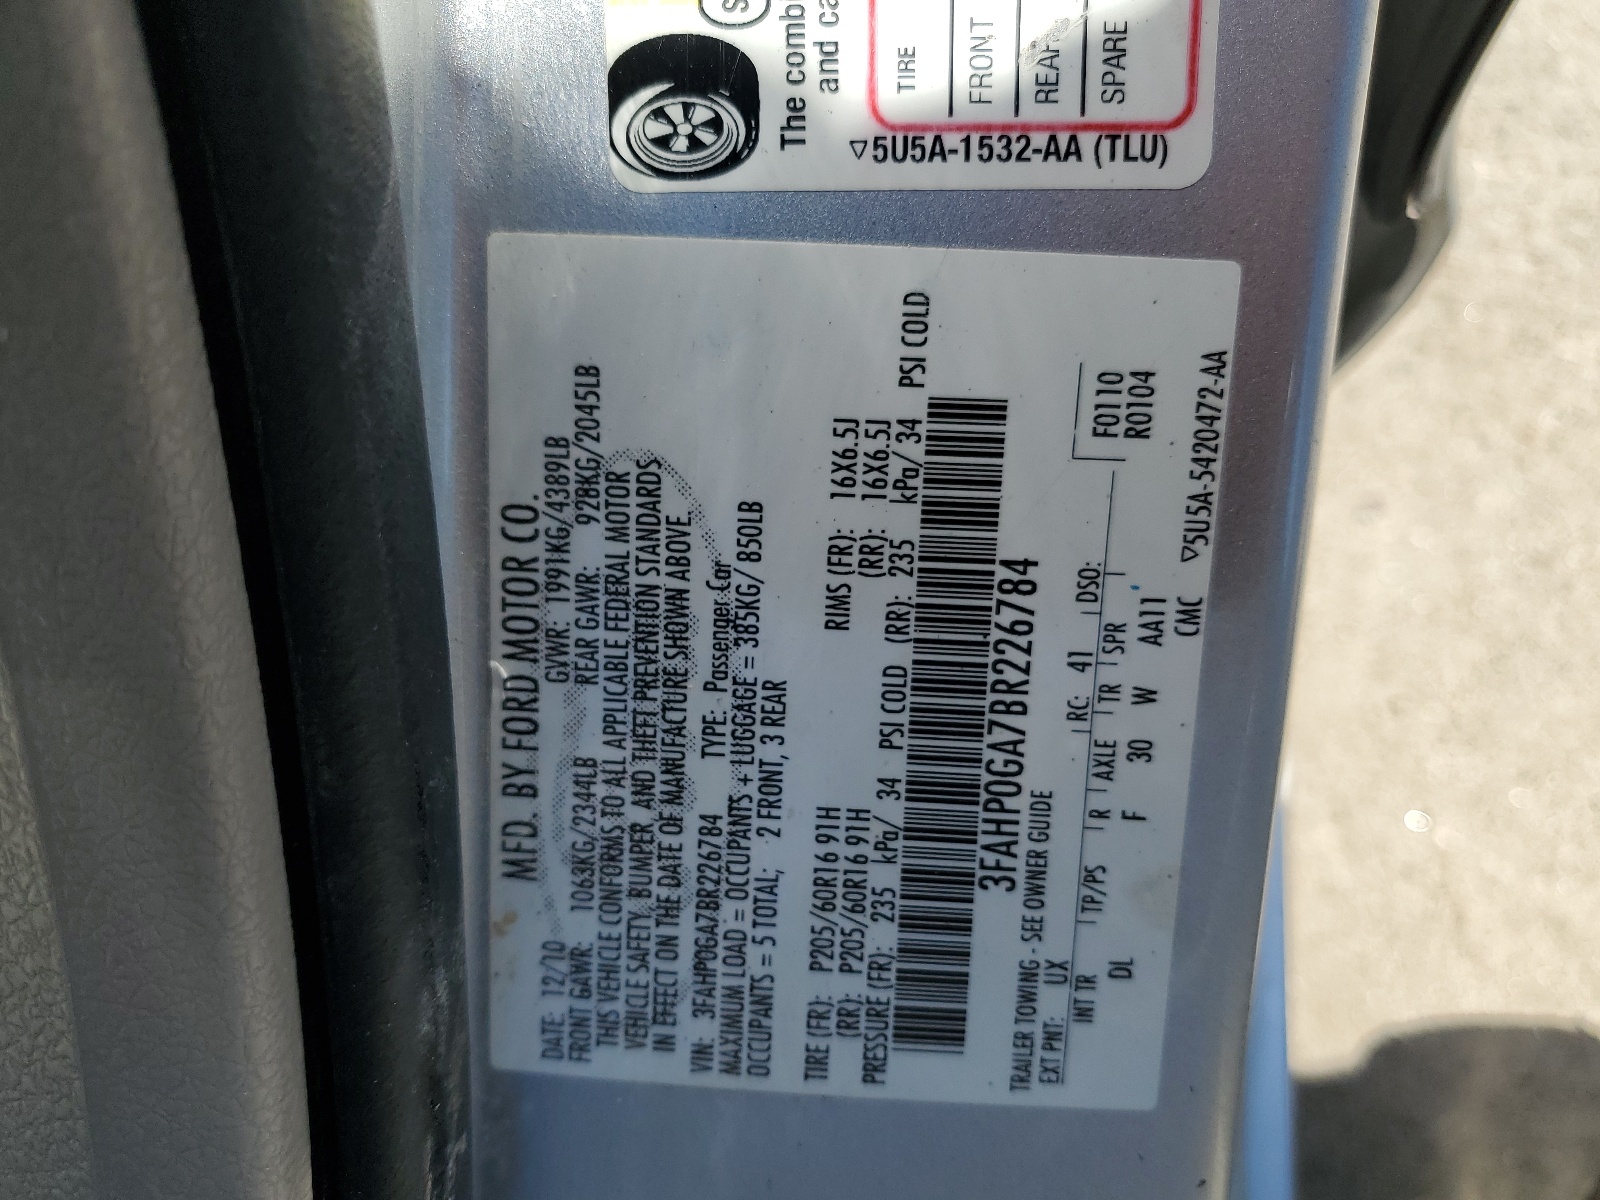 MFD. BY FORD MOTOR CO.
DATE: 12/10 GVWR: 1991KG/4389LB
FRONT GAWR: 1063KG/2344LB REAR GAWR: 928KG/2045LB
THIS VEHICLE CONFORMS TO ALL APPLICABLE FEDERAL MOTOR
VEHICLE SAFETY, BUMPER, AND THEFT PREVENTION STANDARDS
IN EFFECT ON THE DATE OF MANUFACTURE SHOWN ABOVE.
VIN: 3FAHP0GA7BR226784 TYPE: Passenger Car
MAXIMUM LOAD = OCCUPANTS + LUGGAGE = 385KG/ 850LB
OCCUPANTS = 5 TOTAL; 2 FRONT, 3 REAR
TIRE (FR): P205/60R16 91H RIMS (FR): 16X6.5J
(RR): P205/60R16 91H (RR): 16X6.5J
PRESSURE (FR): 235 kPa/ 34 PSI COLD (RR): 235 kPa/ 34 PSI COLD
3FAHP0GA7BR226784
TRAILER TOWING - SEE OWNER GUIDE
EXT PNT: UX RC: 41 DSO: F0110
R0104
INT TR TP/PS R AXLE TR SPR
DL F 30 W AA11
CMC ▽5U5A-5420472-AA
The combi
and ca
TIRE
FRONT
REAR
SPARE
▽5U5A-1532-AA (TLU)